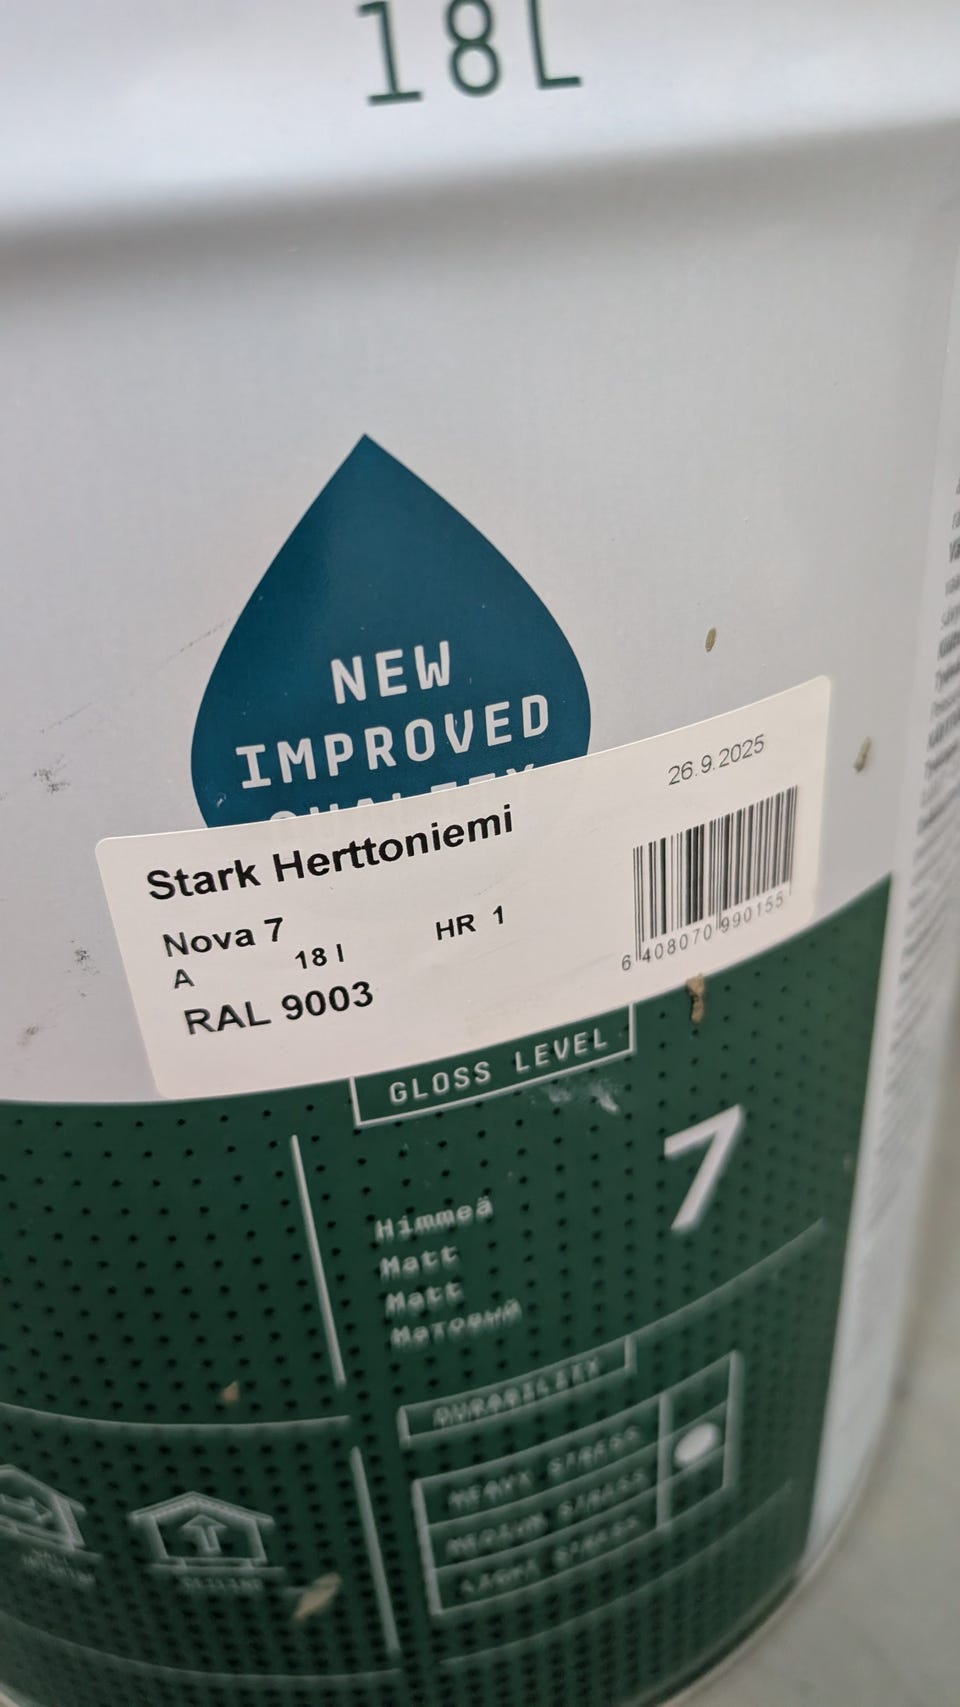 18L
NEW
IMPROVED
QUALITY
26.9.2025
Stark Herttoniemi
Nova 7
HR 1
A 18 l
RAL 9003
6 408070 990155
GLOSS LEVEL
7
Himmeä
Matt
Matt
Матовый
DURABILITY
HEAVY STRESS
MEDIUM STRESS
LIGHT STRESS